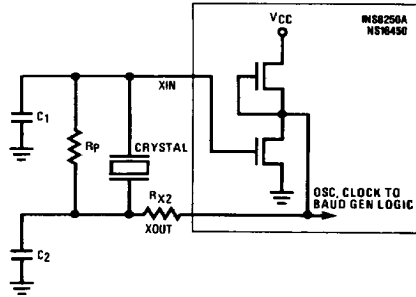 VCC
INS8250A
NS16450
XIN
C1
RP
CRYSTAL
RX2
XOUT
OSC. CLOCK TO
BAUD GEN LOGIC
C2